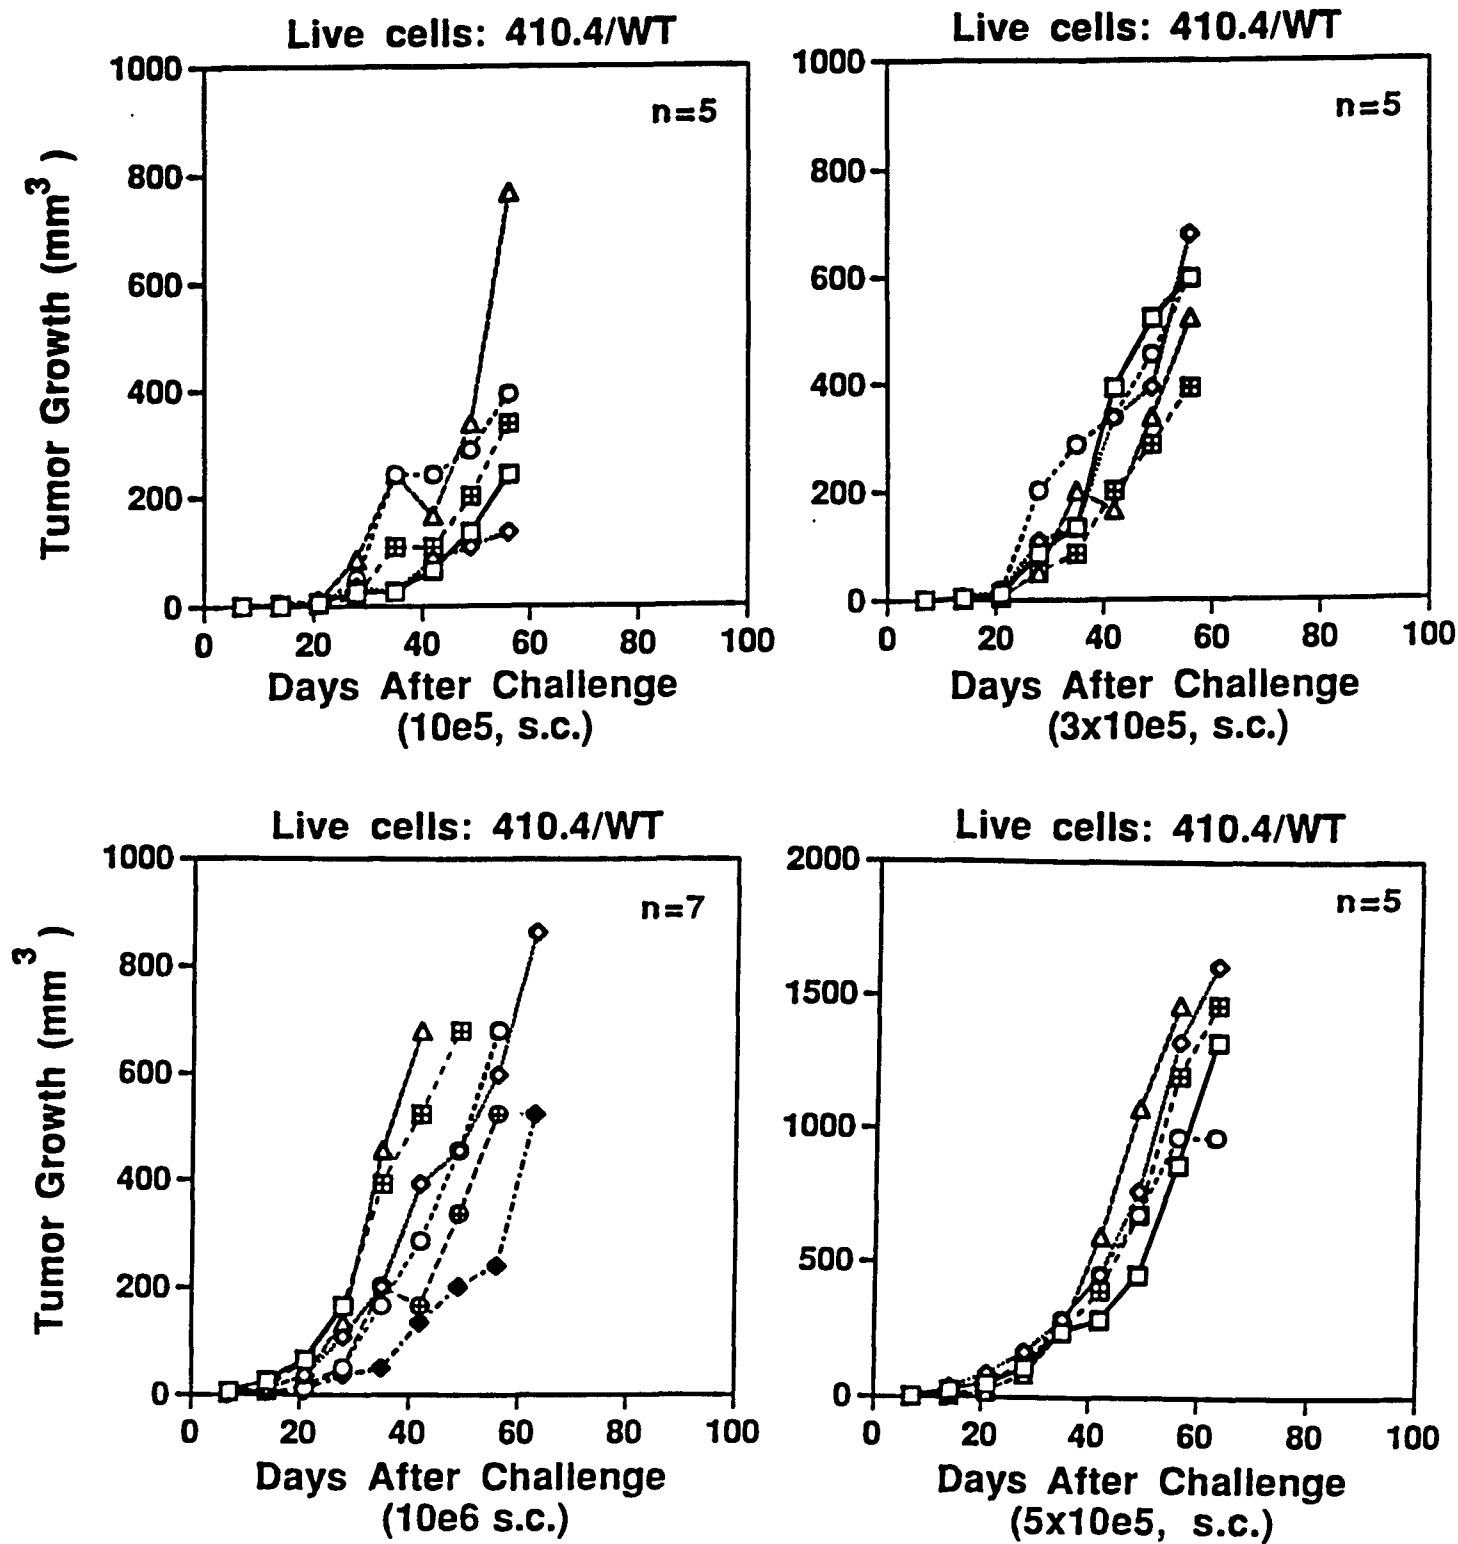 Live cells: 410.4/WT
n=5
Tumor Growth (mm³)
1000
800
600
400
200
0
0 20 40 60 80 100
Days After Challenge
(10e5, s.c.)
Live cells: 410.4/WT
n=5
1000
800
600
400
200
0
0 20 40 60 80 100
Days After Challenge
(3x10e5, s.c.)
Live cells: 410.4/WT
n=7
Tumor Growth (mm³)
1000
800
600
400
200
0
0 20 40 60 80 100
Days After Challenge
(10e6 s.c.)
Live cells: 410.4/WT
n=5
2000
1500
1000
500
0
0 20 40 60 80 100
Days After Challenge
(5x10e5, s.c.)